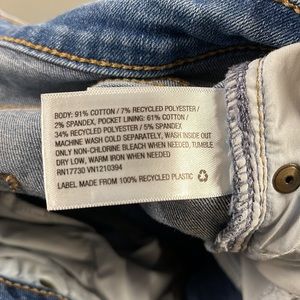 BODY: 91% COTTON / 7% RECYCLED POLYESTER /
2% SPANDEX, POCKET LINING: 61% COTTON /
34% RECYCLED POLYESTER / 5% SPANDEX
MACHINE WASH COLD SEPARATELY, WASH INSIDE OUT
ONLY NON-CHLORINE BLEACH WHEN NEEDED, TUMBLE
DRY LOW, WARM IRON WHEN NEEDED
RN17730 VN1210394
LABEL MADE FROM 100% RECYCLED PLASTIC